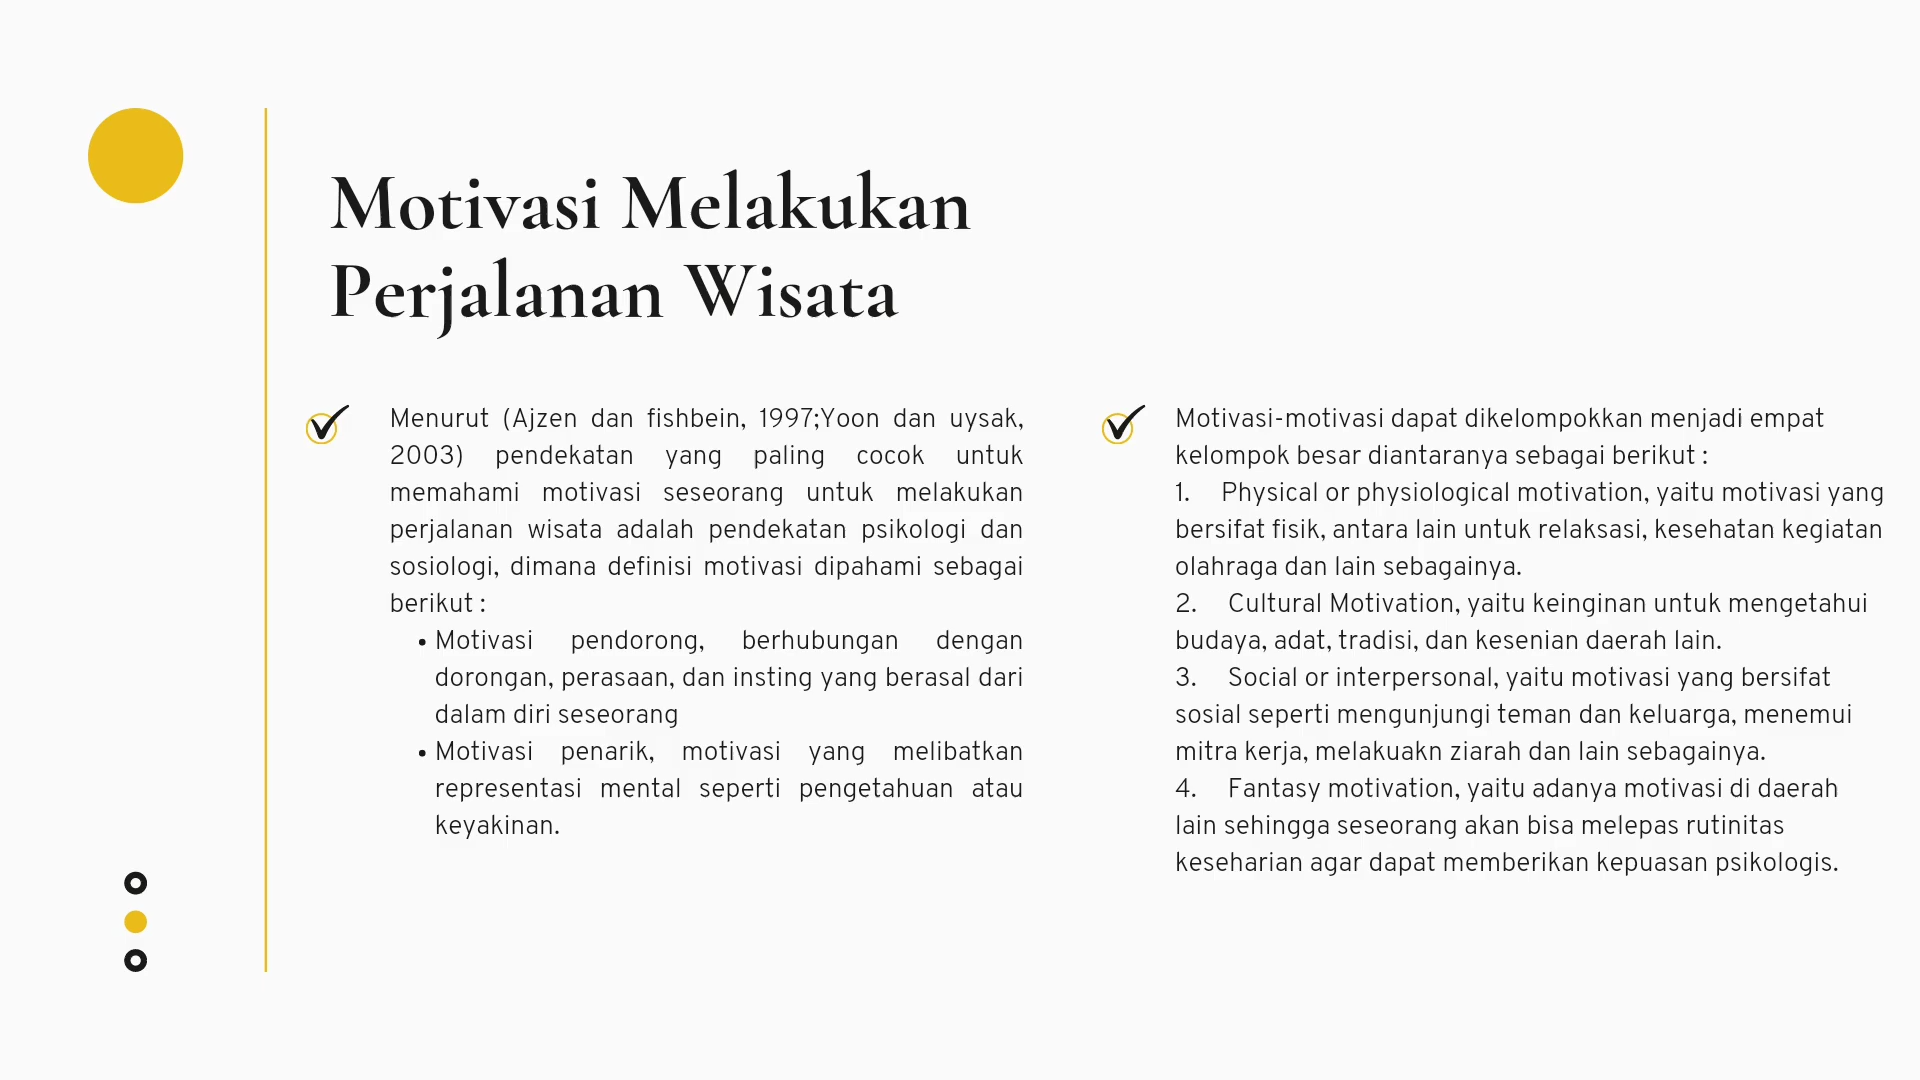 Motivasi Melakukan
Perjalanan Wisata
Menurut (Ajzen dan fishbein, 1997;Yoon dan uysak,
2003) pendekatan yang paling cocok untuk
memahami motivasi seseorang untuk melakukan
perjalanan wisata adalah pendekatan psikologi dan
sosiologi, dimana definisi motivasi dipahami sebagai
berikut :
• Motivasi pendorong, berhubungan dengan
dorongan, perasaan, dan insting yang berasal dari
dalam diri seseorang
• Motivasi penarik, motivasi yang melibatkan
representasi mental seperti pengetahuan atau
keyakinan.
Motivasi-motivasi dapat dikelompokkan menjadi empat
kelompok besar diantaranya sebagai berikut :
1. Physical or physiological motivation, yaitu motivasi yang
bersifat fisik, antara lain untuk relaksasi, kesehatan kegiatan
olahraga dan lain sebagainya.
2. Cultural Motivation, yaitu keinginan untuk mengetahui
budaya, adat, tradisi, dan kesenian daerah lain.
3. Social or interpersonal, yaitu motivasi yang bersifat
sosial seperti mengunjungi teman dan keluarga, menemui
mitra kerja, melakuakn ziarah dan lain sebagainya.
4. Fantasy motivation, yaitu adanya motivasi di daerah
lain sehingga seseorang akan bisa melepas rutinitas
keseharian agar dapat memberikan kepuasan psikologis.